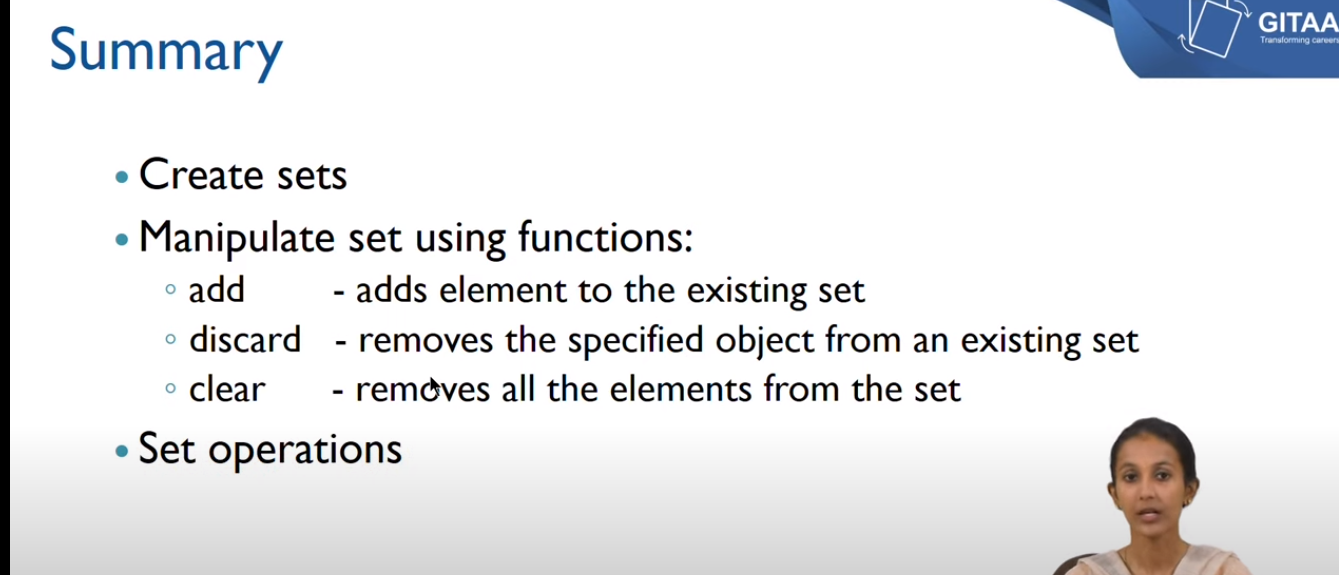 Summary
GITAA
Transforming careers
• Create sets
• Manipulate set using functions:
◦ add - adds element to the existing set
◦ discard - removes the specified object from an existing set
◦ clear - removes all the elements from the set
• Set operations